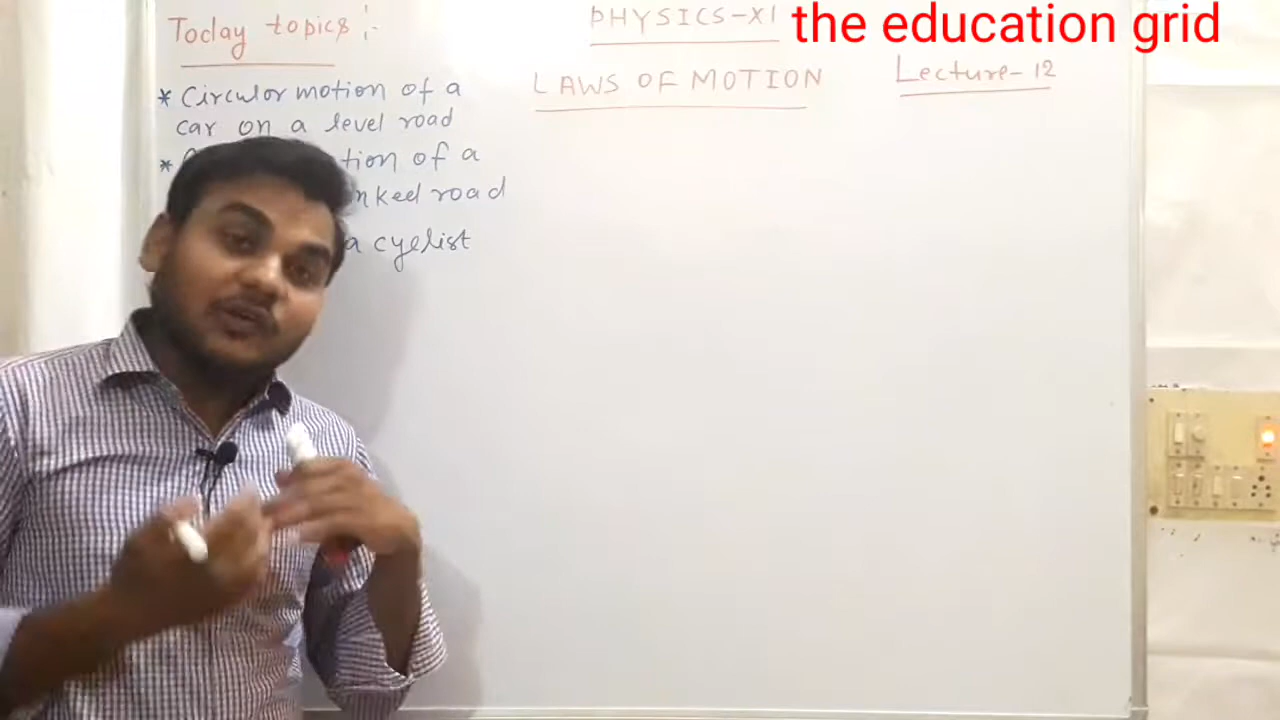 Today topics :-
PHYSICS-XI
the education grid
LAWS OF MOTION
Lecture-12
* Circular motion of a
car on a level road
* tion of a
nked road
a cyclist